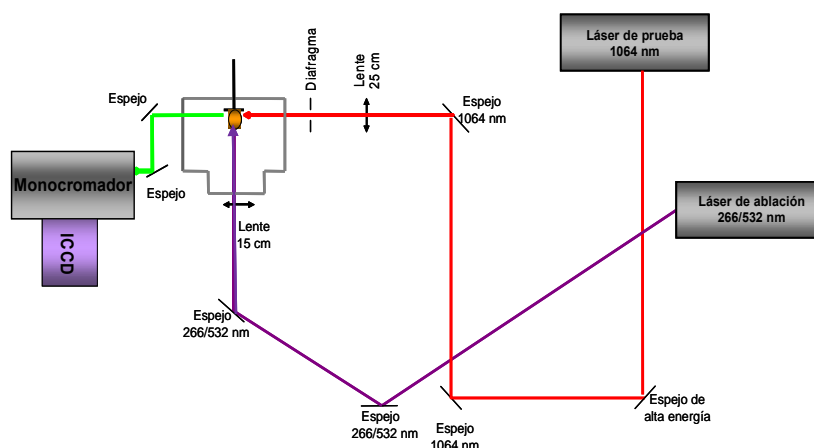 Láser de prueba
1064 nm
Diafragma
Lente
25 cm
Espejo
Espejo
1064 nm
Monocromador
Espejo
ICCD
Láser de ablación
266/532 nm
Lente
15 cm
Espejo
266/532 nm
Espejo
266/532 nm
Espejo
1064 nm
Espejo de
alta energía